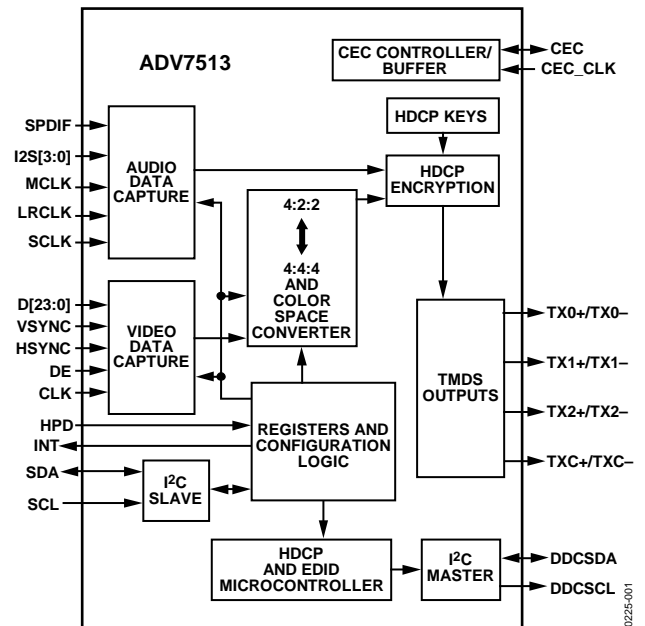 ADV7513
CEC CONTROLLER/
BUFFER
CEC
CEC_CLK
HDCP KEYS
HDCP
ENCRYPTION
SPDIF
I2S[3:0]
MCLK
LRCLK
SCLK
AUDIO
DATA
CAPTURE
4:2:2
4:4:4
AND
COLOR
SPACE
CONVERTER
D[23:0]
VSYNC
HSYNC
DE
CLK
VIDEO
DATA
CAPTURE
TMDS
OUTPUTS
TX0+/TX0–
TX1+/TX1–
TX2+/TX2–
TXC+/TXC–
HPD
INT
REGISTERS AND
CONFIGURATION
LOGIC
SDA
SCL
I²C
SLAVE
HDCP
AND EDID
MICROCONTROLLER
I²C
MASTER
DDCSDA
DDCSCL
0225-001